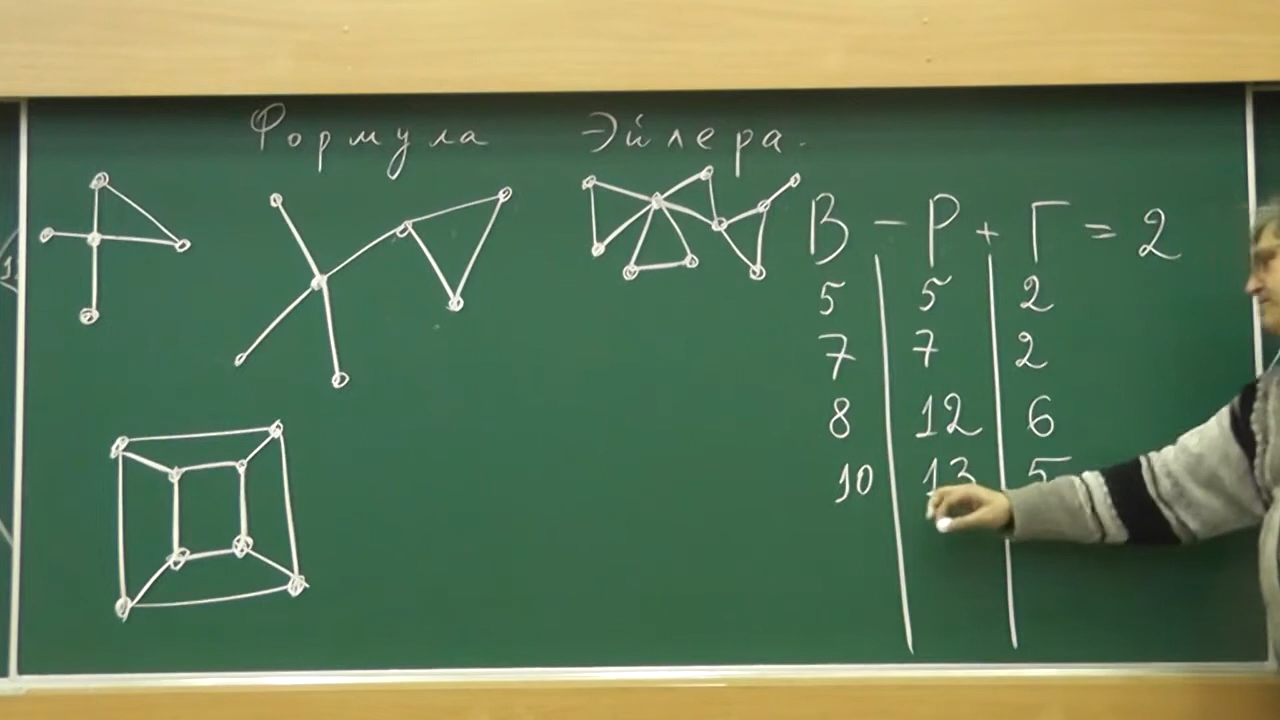 Формула Эйлера.
В - Р + Г = 2
5 5 2
7 7 2
8 12 6
10 13 5